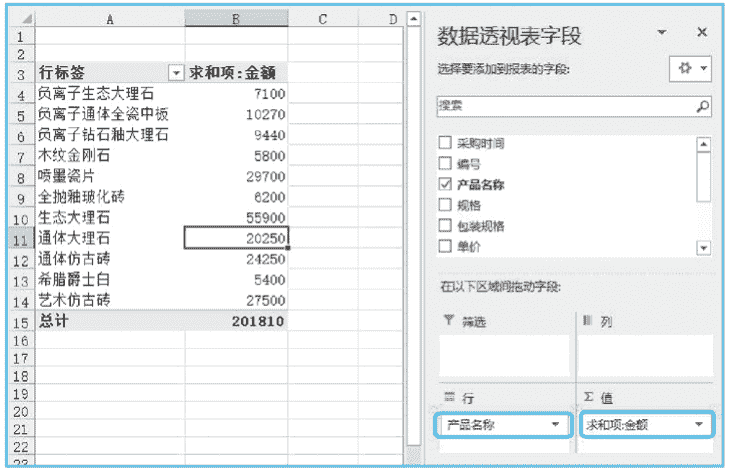 A B C D
1
2
3 行标签 求和项:金额
4 负离子生态大理石 7100
5 负离子通体全瓷中板 10270
6 负离子钻石釉大理石 9440
7 木纹金刚石 5800
8 喷墨瓷片 29700
9 全抛釉玻化砖 6200
10 生态大理石 55900
11 通体大理石 20250
12 通体仿古砖 24250
13 希腊爵士白 5400
14 艺术仿古砖 27500
15 总计 201810
16
17
18
19
20
21
22
23
数据透视表字段
选择要添加到报表的字段:
搜索
采购时间
编号
产品名称
规格
包装规格
单价
在以下区域间拖动字段:
筛选 列
行 Σ 值
产品名称 求和项:金额